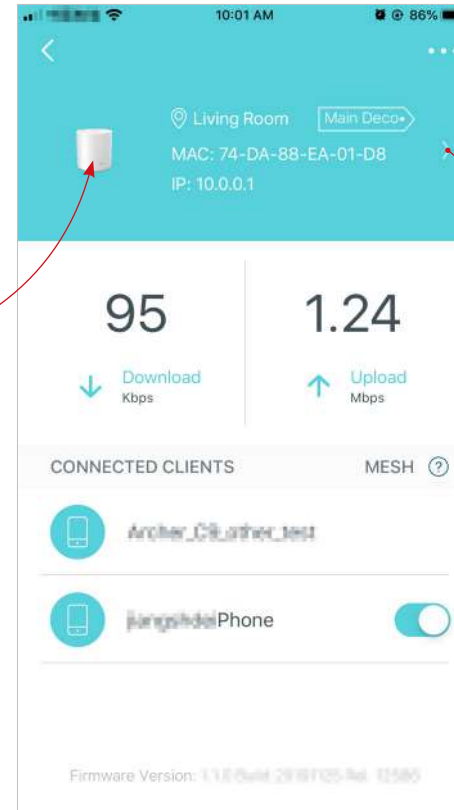 10:01 AM 86%
Living Room Main Deco
MAC: 74-DA-88-EA-01-D8
IP: 10.0.0.1
95 1.24
Download Upload
Kbps Mbps
CONNECTED CLIENTS MESH ?
Phone
Firmware Version: